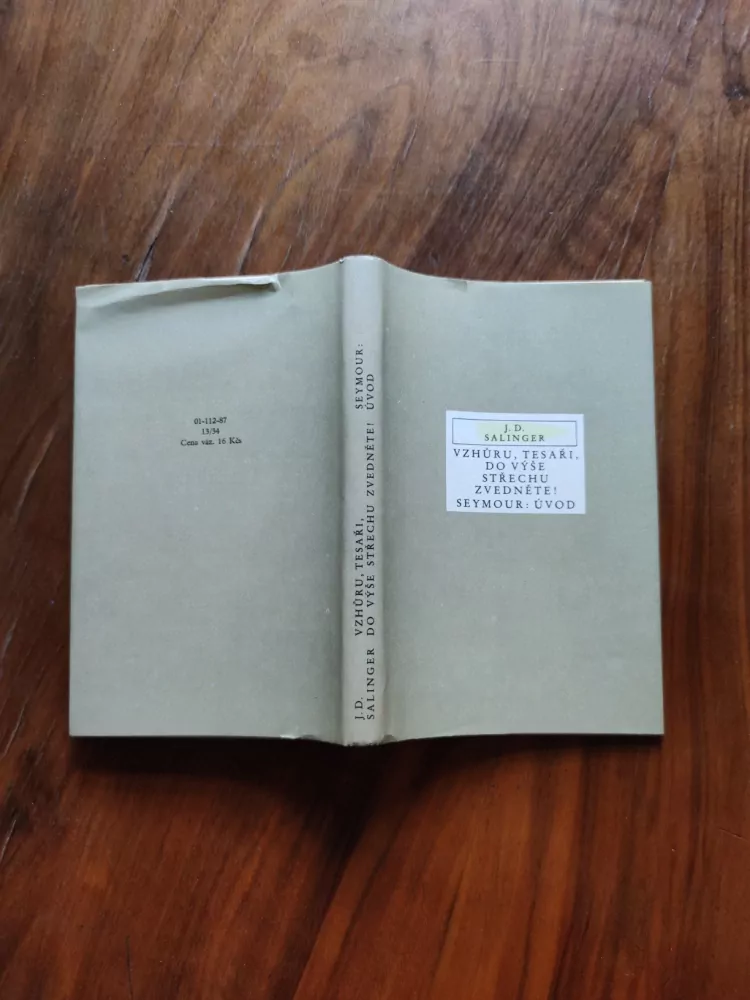 01-112-87
13/34
Cena váz. 16 Kčs
J. D.
SALINGER
VZHŮRU, TESAŘI,
DO VÝŠE STŘECHU ZVEDNĚTE!
SEYMOUR:
ÚVOD
J. D.
SALINGER
VZHŮRU, TESAŘI,
DO VÝŠE
STŘECHU
ZVEDNĚTE!
SEYMOUR: ÚVOD